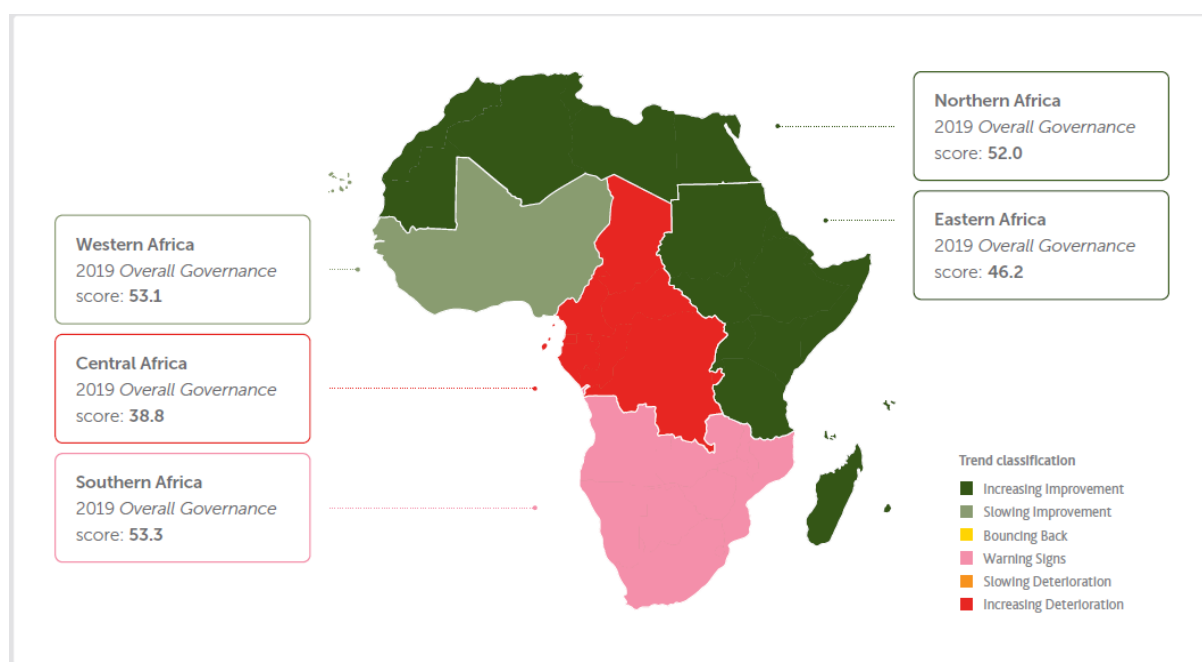 Northern Africa
2019 Overall Governance
score: 52.0
Eastern Africa
2019 Overall Governance
score: 46.2
Western Africa
2019 Overall Governance
score: 53.1
Central Africa
2019 Overall Governance
score: 38.8
Southern Africa
2019 Overall Governance
score: 53.3
Trend classification
Increasing Improvement
Slowing Improvement
Bouncing Back
Warning Signs
Slowing Deterioration
Increasing Deterioration